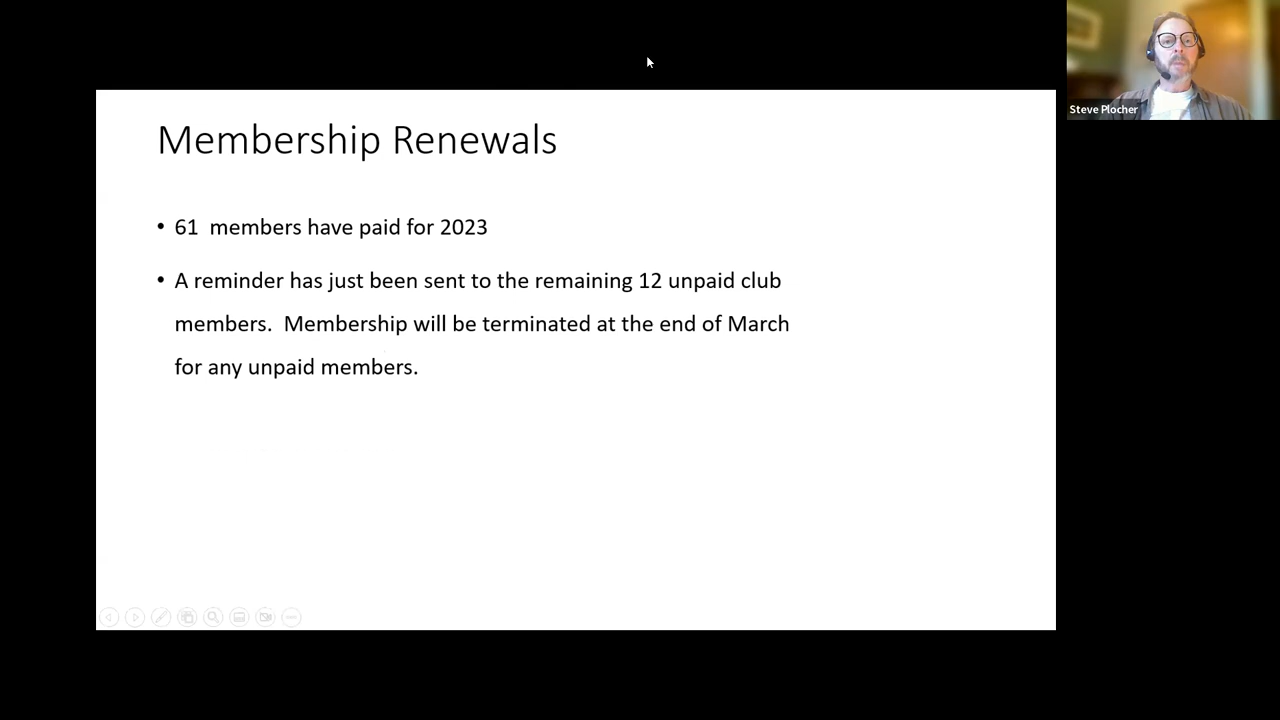 Membership Renewals
• 61  members have paid for 2023
• A reminder has just been sent to the remaining 12 unpaid club
members.  Membership will be terminated at the end of March
for any unpaid members.
Steve Plocher